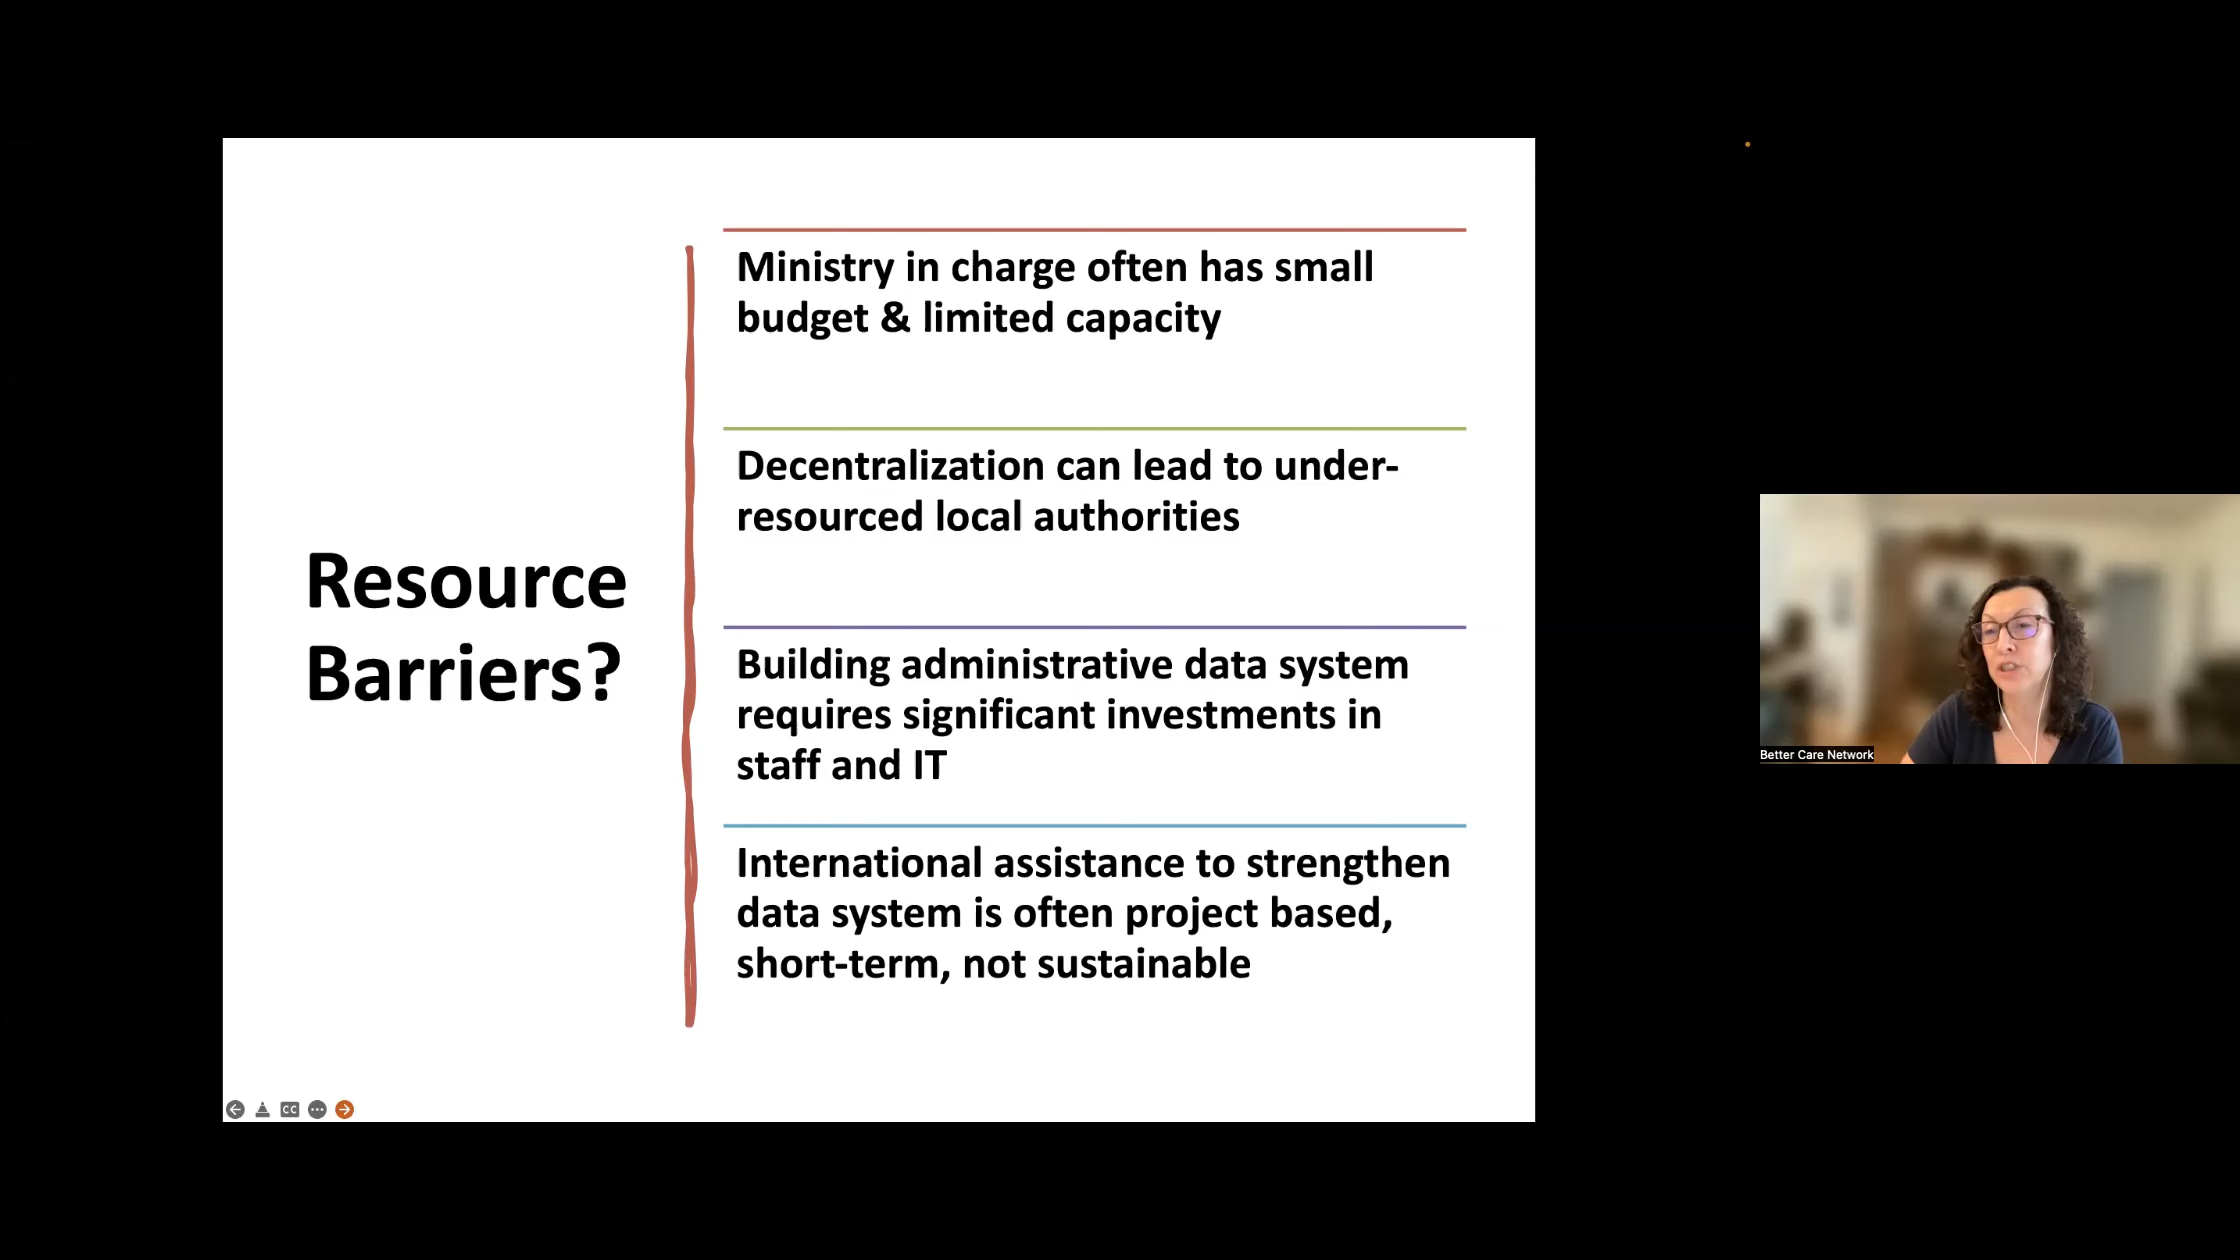 Resource
Barriers?
Ministry in charge often has small
budget & limited capacity
Decentralization can lead to under-
resourced local authorities
Building administrative data system
requires significant investments in
staff and IT
International assistance to strengthen
data system is often project based,
short-term, not sustainable
CC
Better Care Network